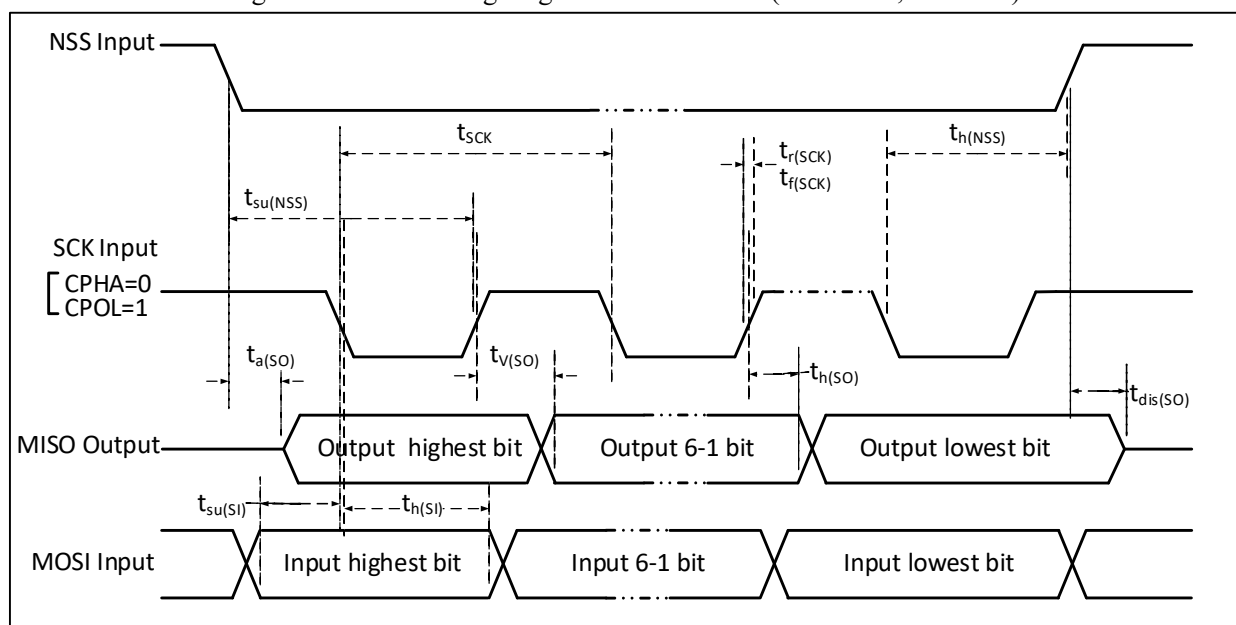 NSS Input
tSCK
tr(SCK)
tf(SCK)
th(NSS)
tsu(NSS)
SCK Input
CPHA=0
CPOL=1
ta(SO)
tV(SO)
th(SO)
tdis(SO)
MISO Output
Output highest bit
Output 6-1 bit
Output lowest bit
tsu(SI)
th(SI)
MOSI Input
Input highest bit
Input 6-1 bit
Input lowest bit